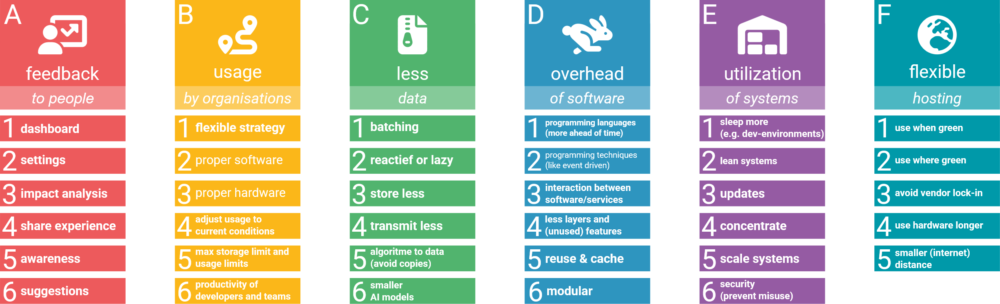 A
feedback
to people
1 dashboard
2 settings
3 impact analysis
4 share experience
5 awareness
6 suggestions
B
usage
by organisations
1 flexible strategy
2 proper software
3 proper hardware
4 adjust usage to
current conditions
5 max storage limit and
usage limits
6 productivity of
developers and teams
C
less
data
1 batching
2 reactief or lazy
3 store less
4 transmit less
5 algoritme to data
(avoid copies)
6 smaller
AI models
D
overhead
of software
1 programming languages
(more ahead of time)
2 programming techniques
(like event driven)
3 interaction between
software/services
4 less layers and
(unused) features
5 reuse & cache
6 modular
E
utilization
of systems
1 sleep more
(e.g. dev-environments)
2 lean systems
3 updates
4 concentrate
5 scale systems
6 security
(prevent misuse)
F
flexible
hosting
1 use when green
2 use where green
3 avoid vendor lock-in
4 use hardware longer
5 smaller (internet)
distance